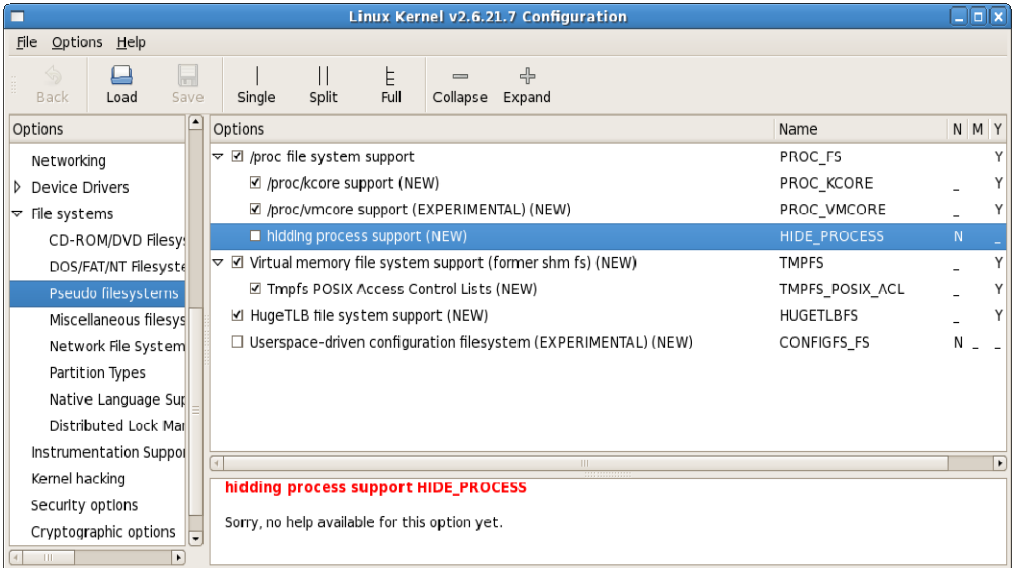 Linux Kernel v2.6.21.7 Configuration
File Options Help
Back Load Save Single Split Full Collapse Expand
Options
Networking
Device Drivers
File systems
CD-ROM/DVD Filesy
DOS/FAT/NT Filesyste
Pseudo filesystems
Miscellaneous filesys
Network File System
Partition Types
Native Language Sup
Distributed Lock Man
Instrumentation Suppor
Kernel hacking
Security options
Cryptographic options
Options Name N M Y
/proc file system support PROC_FS Y
/proc/kcore support (NEW) PROC_KCORE _ Y
/proc/vmcore support (EXPERIMENTAL) (NEW) PROC_VMCORE _ Y
hidding process support (NEW) HIDE_PROCESS N _
Virtual memory file system support (former shm fs) (NEW) TMPFS _ Y
Tmpfs POSIX Access Control Lists (NEW) TMPFS_POSIX_ACL _ Y
HugeTLB file system support (NEW) HUGETLBFS _ Y
Userspace-driven configuration filesystem (EXPERIMENTAL) (NEW) CONFIGFS_FS N _ _
hidding process support HIDE_PROCESS
Sorry, no help available for this option yet.